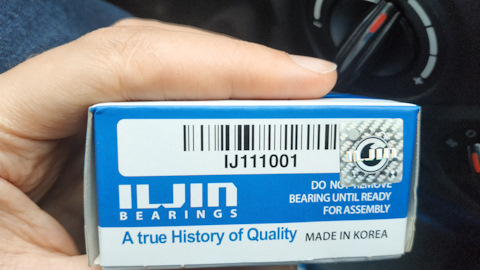 IJ111001
ILJIN
BEARINGS
DO NOT REMOVE
BEARING UNTIL READY
FOR ASSEMBLY
A true History of Quality
MADE IN KOREA